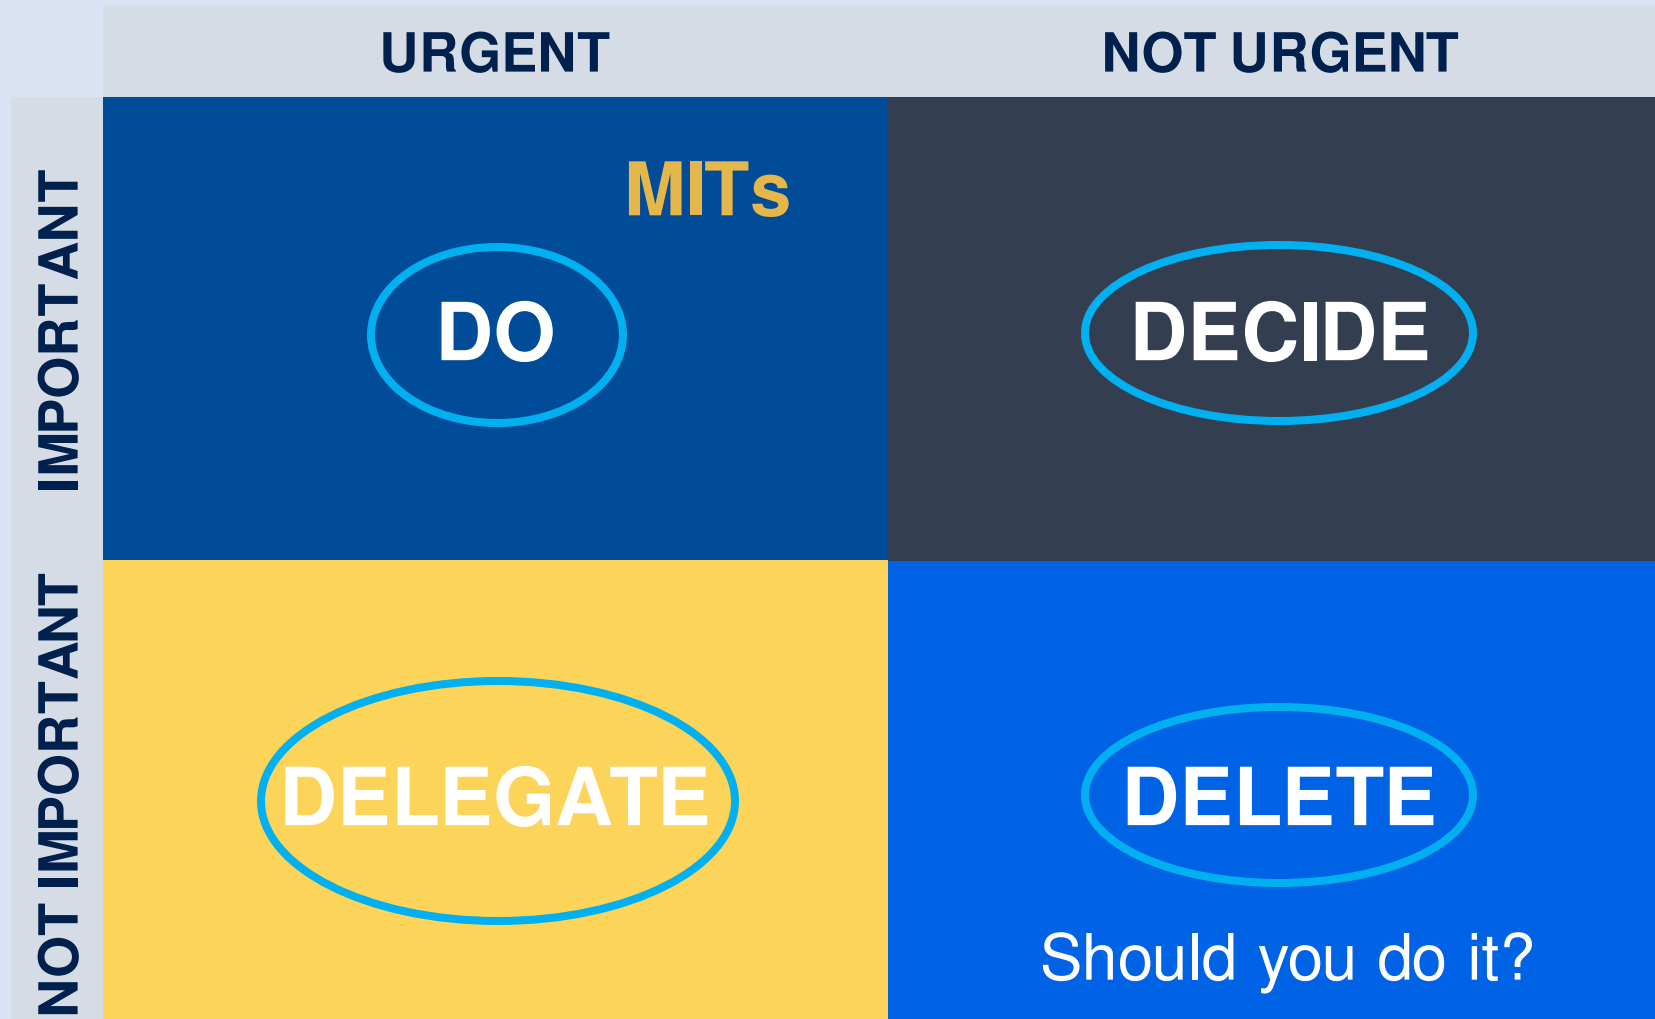 URGENT
NOT URGENT
IMPORTANT
MITs
DO
DECIDE
NOT IMPORTANT
DELEGATE
DELETE
Should you do it?